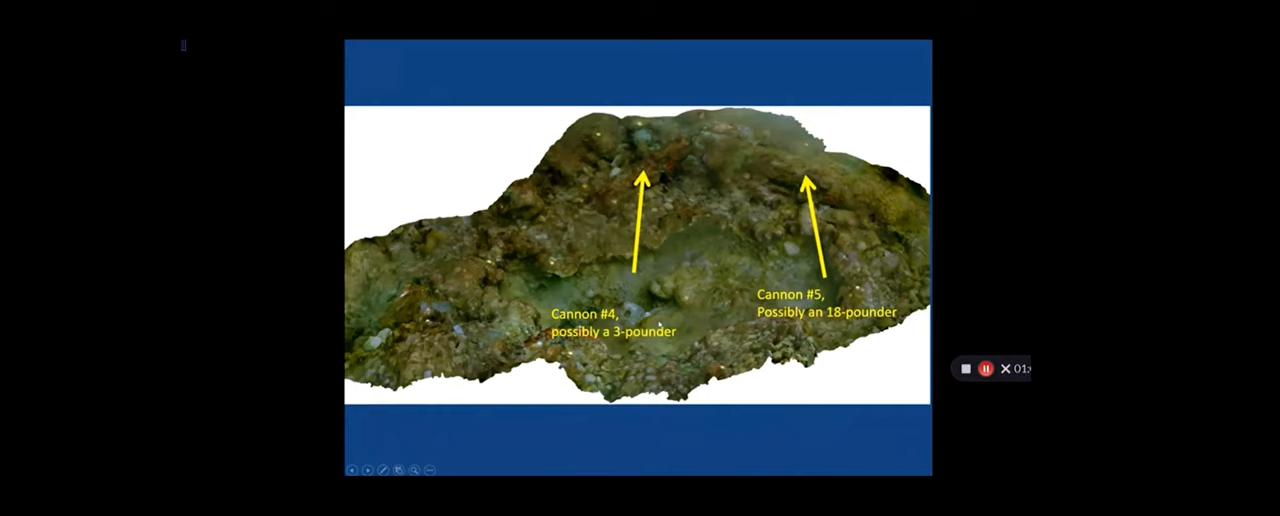 Cannon #4,
possibly a 3-pounder
Cannon #5,
Possibly an 18-pounder